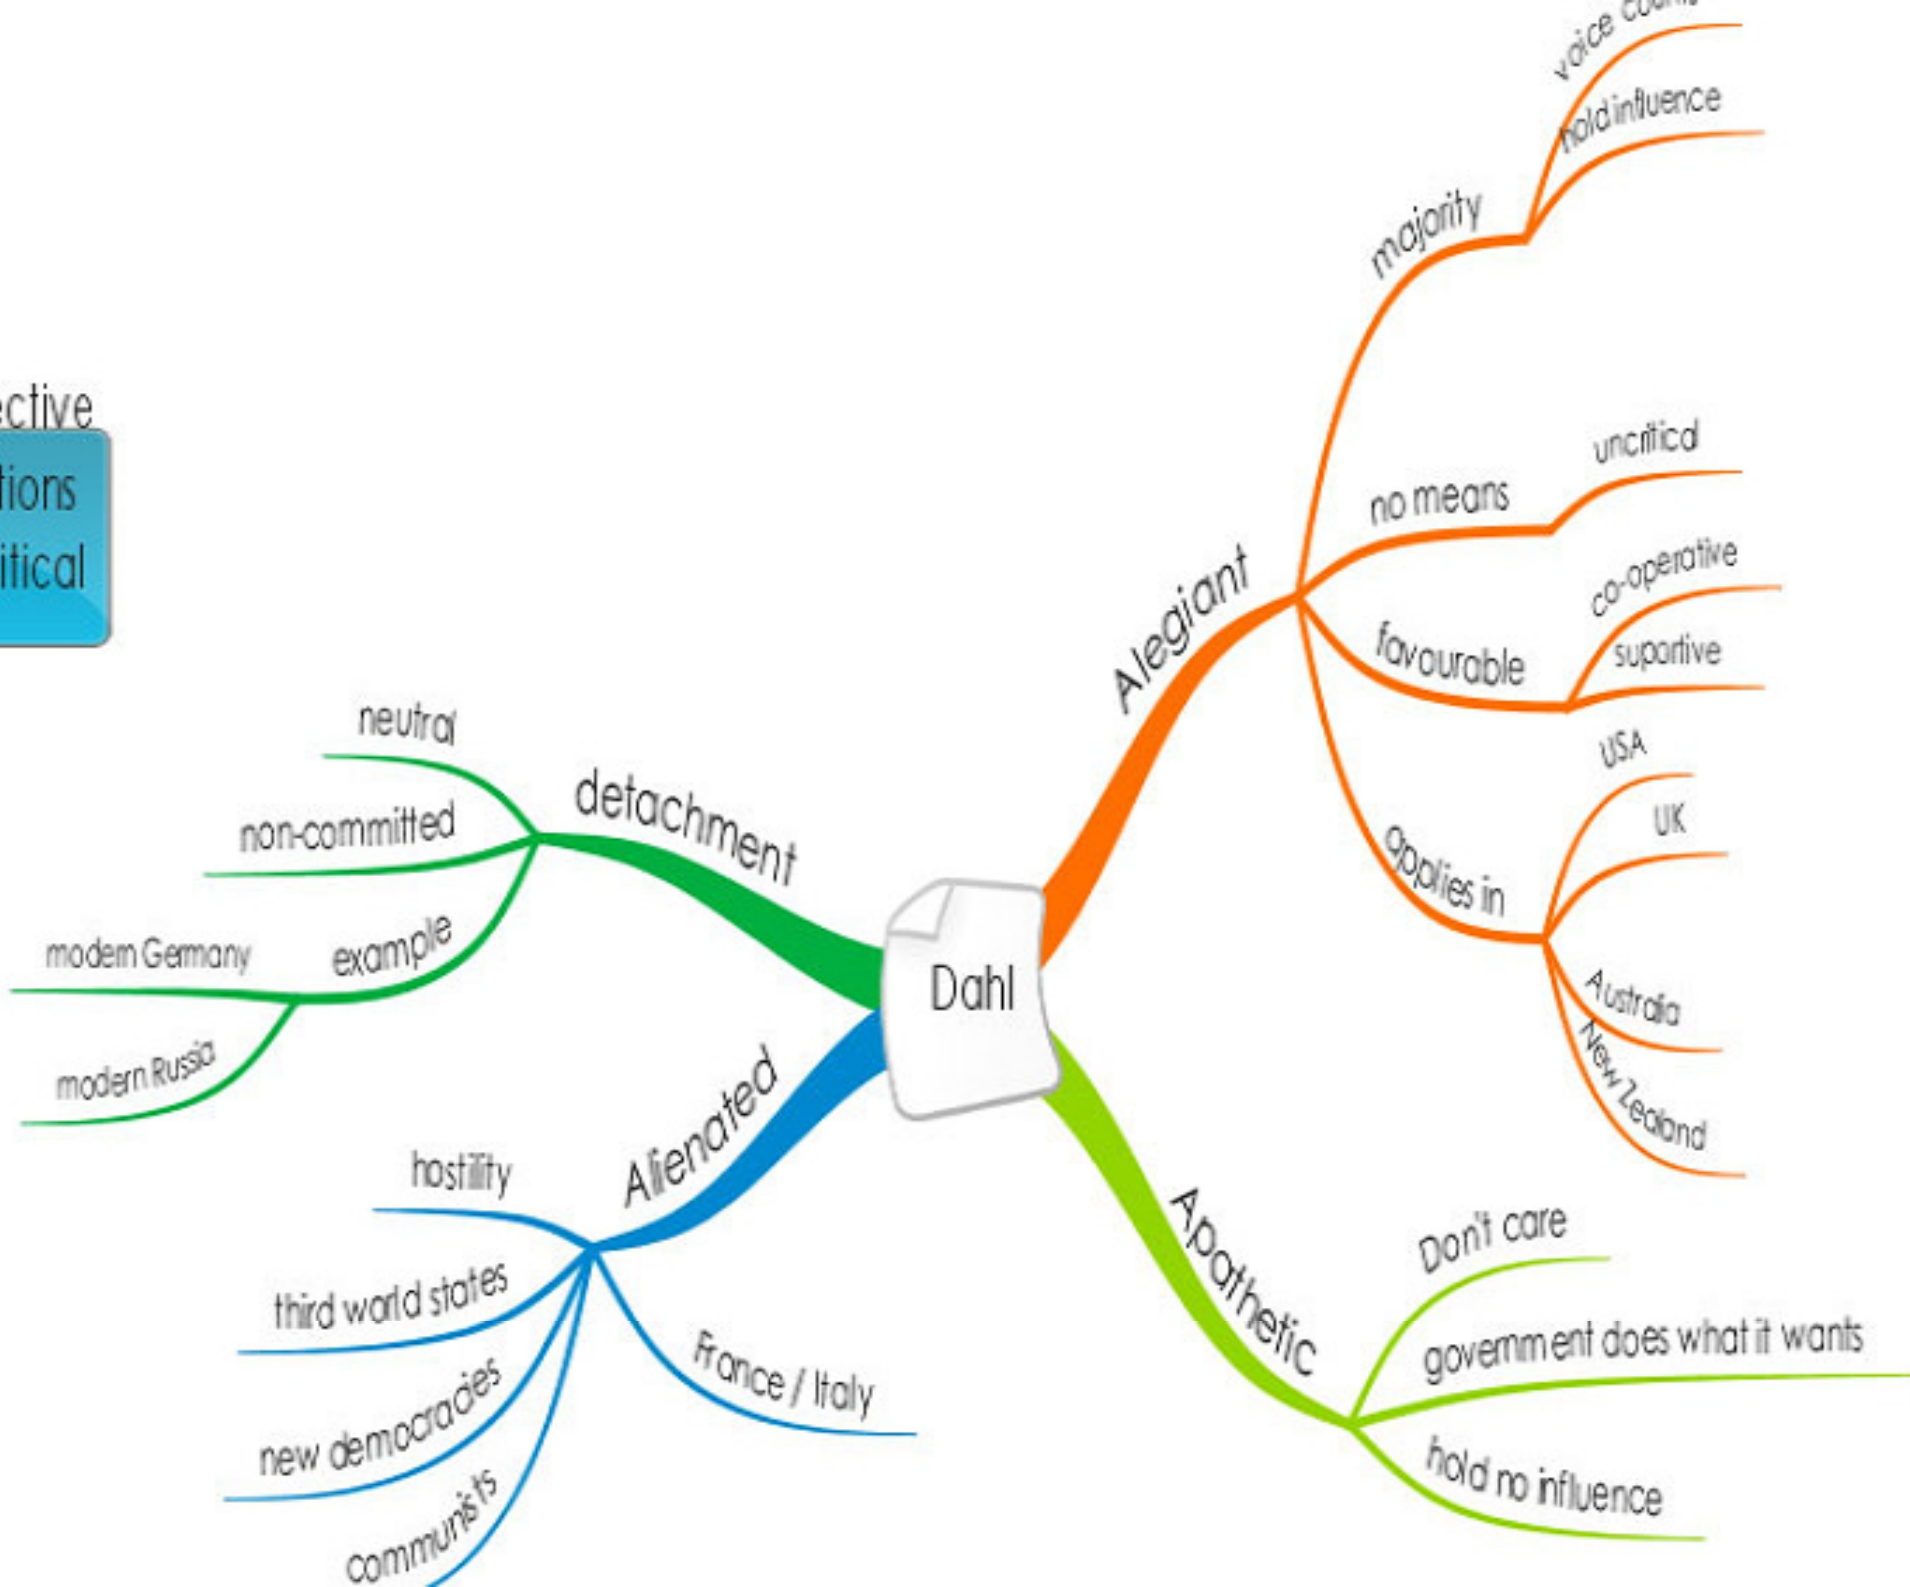 voice
hold influence
majority
uncritical
no means
co-operative
favourable
suportive
Alegiant
USA
UK
applies in
Australia
New Zealand
ective
tions
itical
neutral
detachment
non-committed
example
modern Germany
modern Russia
Dahl
Alienated
hostility
third world states
new democracies
communists
France / Italy
Apathetic
Don't care
government does what it wants
hold no influence